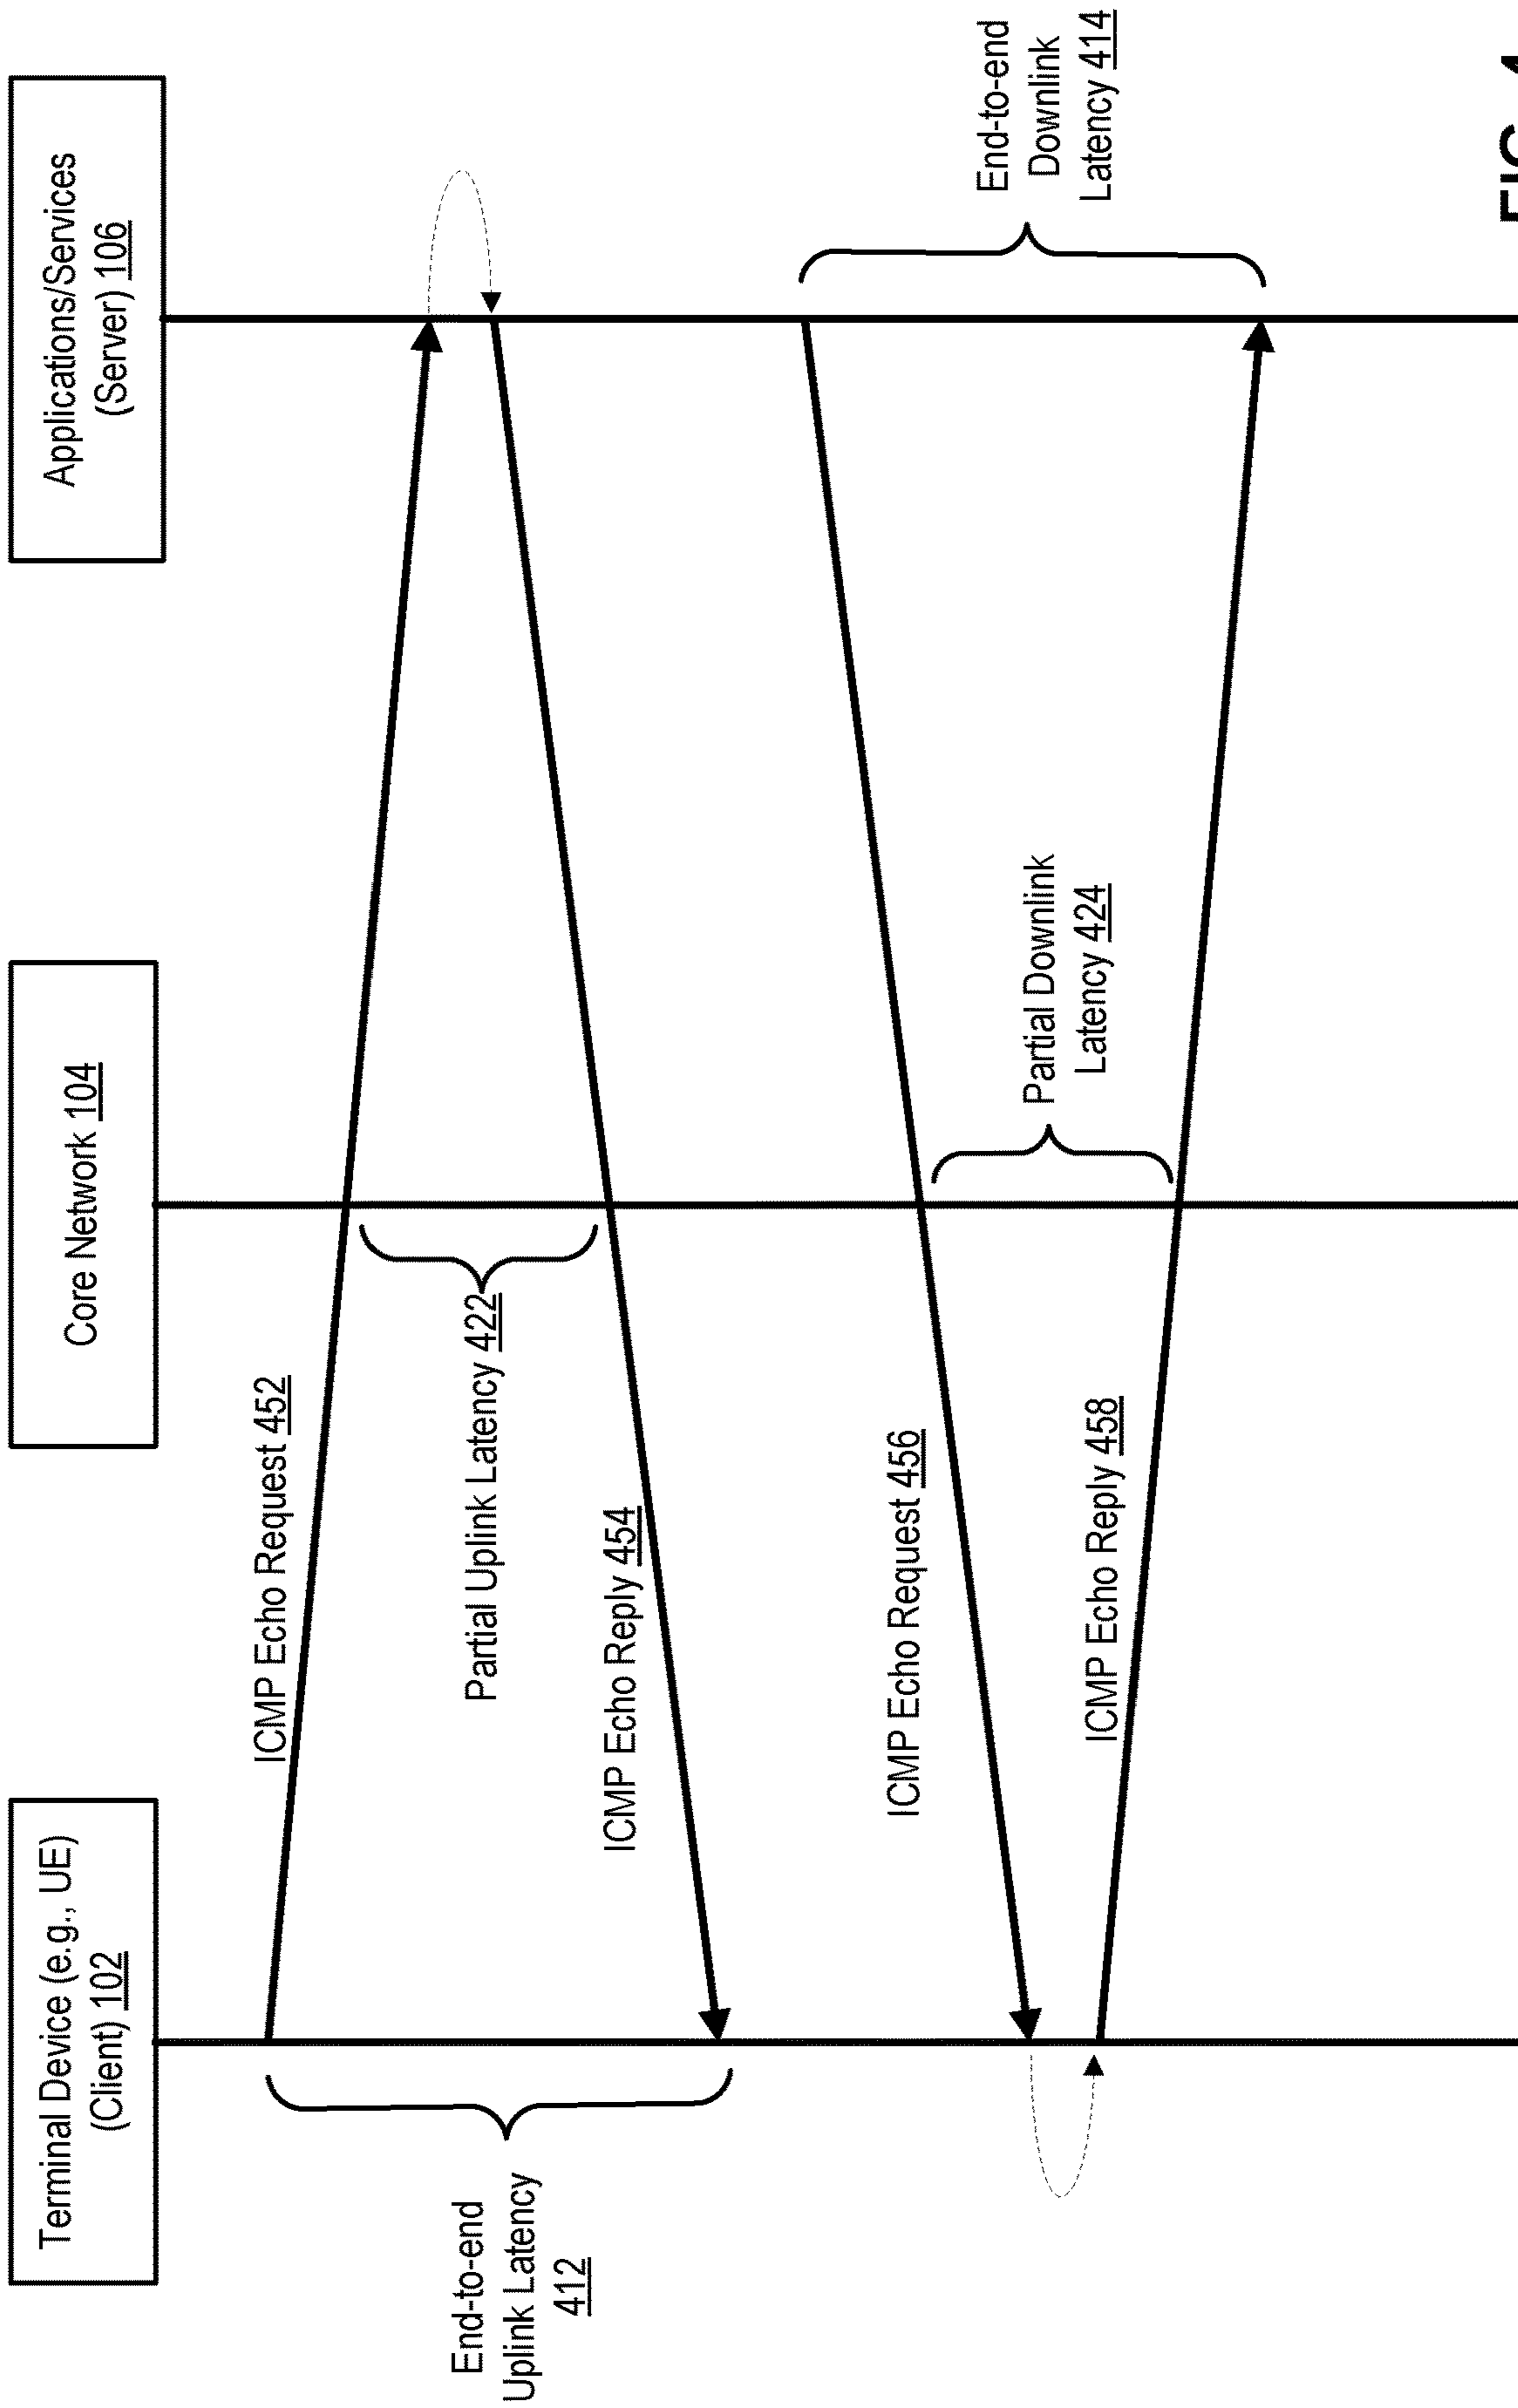 Terminal Device (e.g., UE)
(Client) 102
Core Network 104
Applications/Services
(Server) 106
ICMP Echo Request 452
End-to-end
Uplink Latency
412
Partial Uplink Latency 422
ICMP Echo Reply 454
ICMP Echo Request 456
Partial Downlink
Latency 424
End-to-end
Downlink
Latency 414
ICMP Echo Reply 458